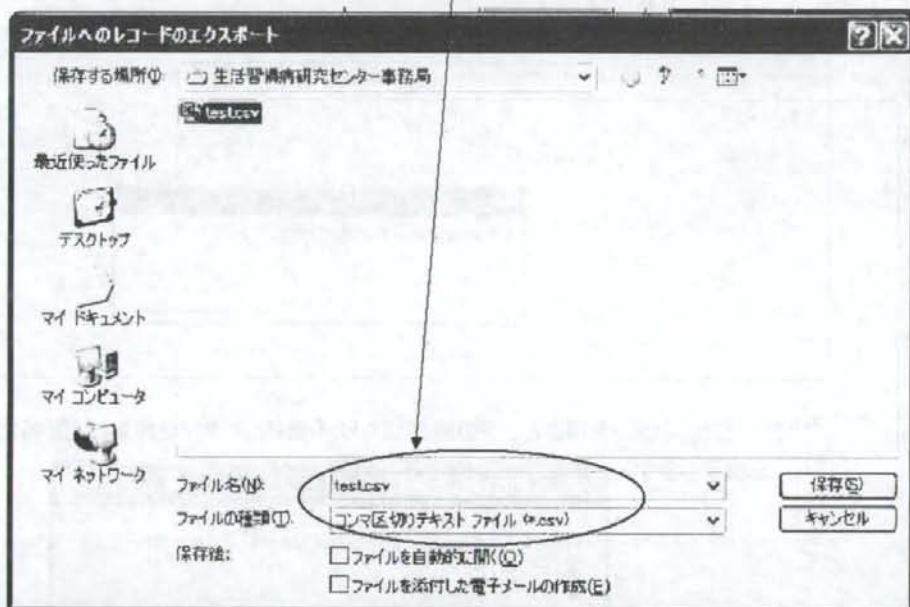 ファイルへのレコードのエクスポート
保存する場所(I): 生活習慣病研究センター事務局
test.csv
最近使ったファイル
デスクトップ
マイ ドキュメント
マイ コンピュータ
マイ ネットワーク
ファイル名(N): test.csv 保存(S)
ファイルの種類(T): コンマ区切りテキスト ファイル (*.csv) キャンセル
保存後: ファイルを自動的に開く(O)
ファイルを添付した電子メールの作成(E)